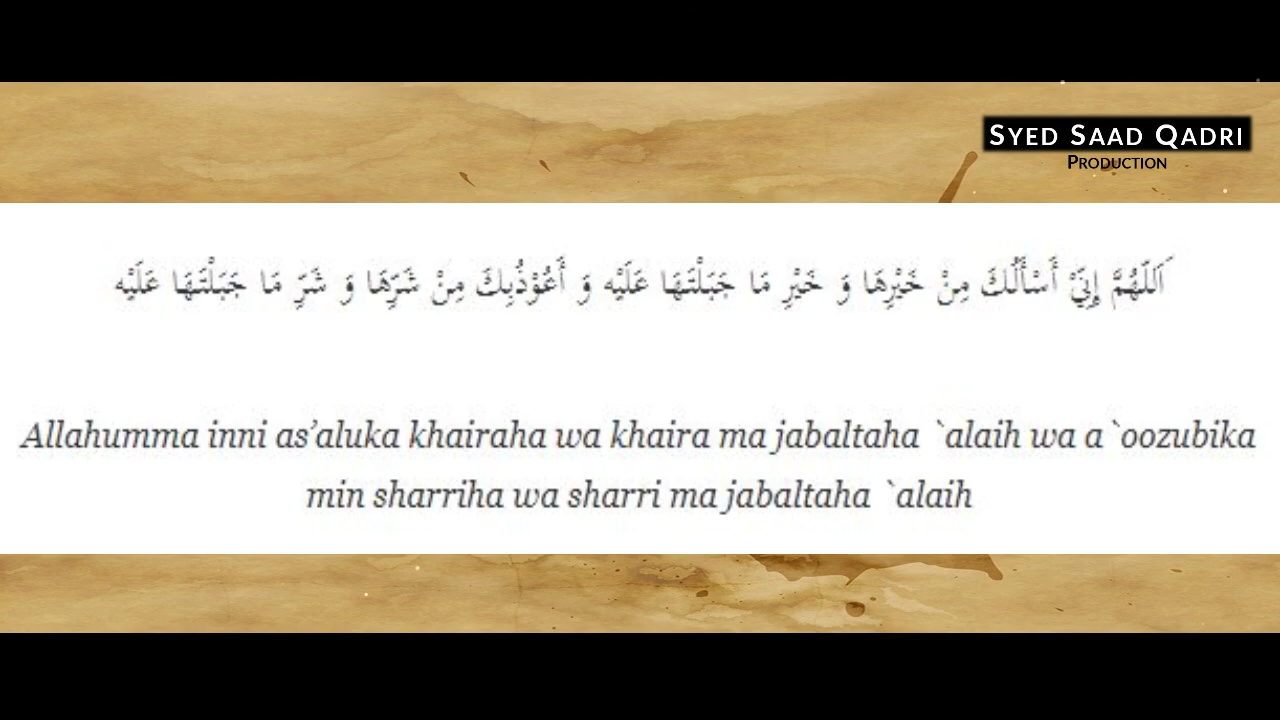 SYED SAAD QADRI
PRODUCTION
اَللّٰهُمَّ إِنِّيْ أَسْأَلُكَ مِنْ خَيْرِهَا وَ خَيْرِ مَا جَبَلْتَهَا عَلَيْه وَ أَعُوْذُبِكَ مِنْ شَرِّهَا وَ شَرِّ مَا جَبَلْتَهَا عَلَيْه
Allahumma inni as’aluka khairaha wa khaira ma jabaltaha `alaih wa a`oozubika
min sharriha wa sharri ma jabaltaha `alaih